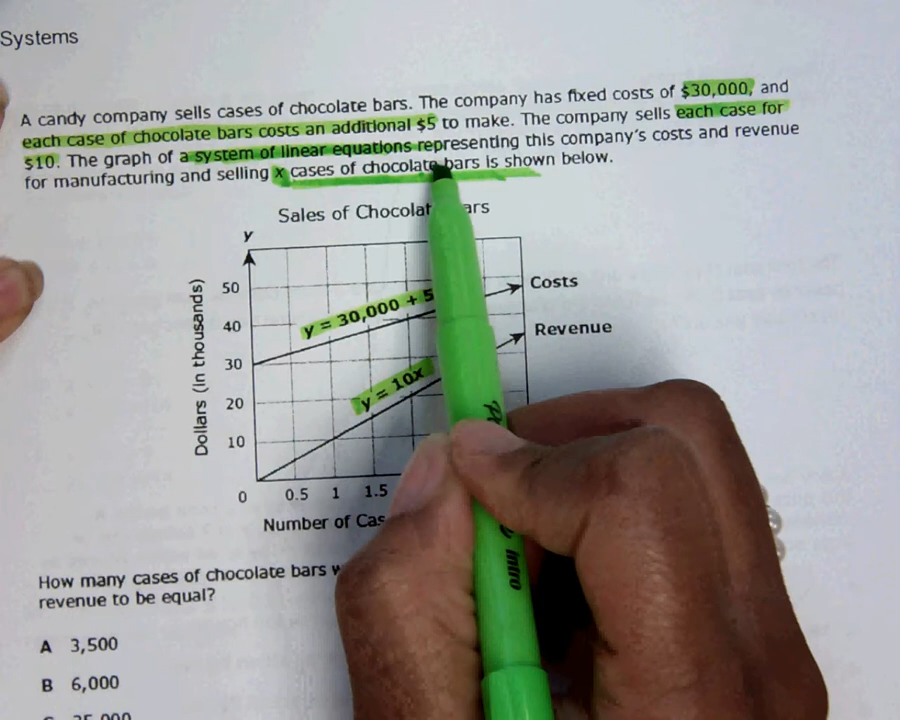 Systems
A candy company sells cases of chocolate bars. The company has fixed costs of $30,000, and
each case of chocolate bars costs an additional $5 to make. The company sells each case for
$10. The graph of a system of linear equations representing this company's costs and revenue
for manufacturing and selling x cases of chocolate bars is shown below.
Sales of Chocolat ars
y
50
40
30
20
10
0
Dollars (in thousands)
y = 30,000 + 5
Costs
y = 10x
Revenue
0.5 1 1.5
Number of Cas
How many cases of chocolate bars
revenue to be equal?
A 3,500
B 6,000
intro